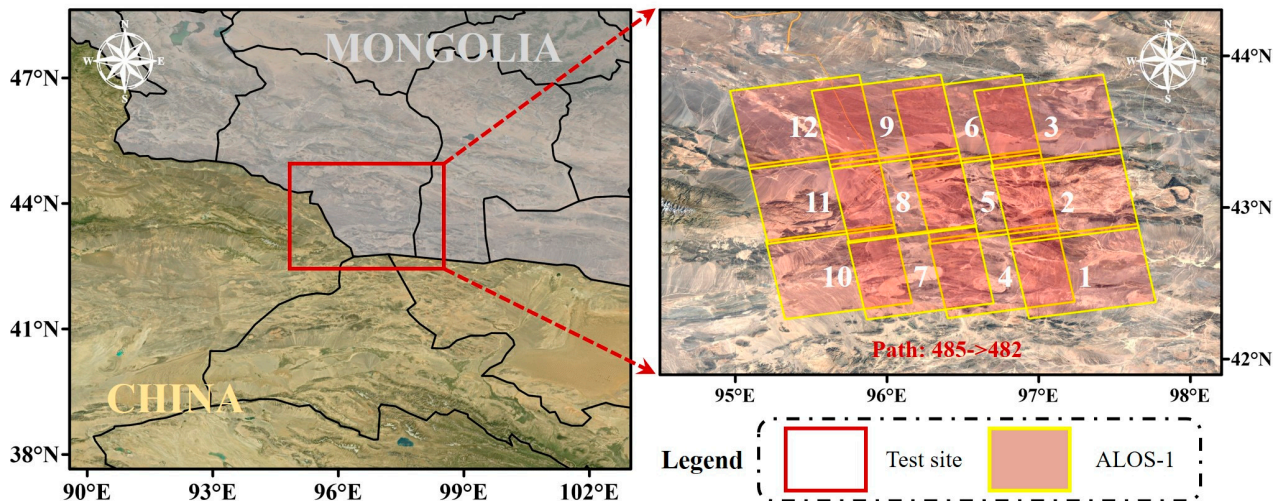 MONGOLIA
CHINA
N
W
E
S
47°N
44°N
41°N
38°N
90°E
93°E
96°E
99°E
102°E
N
W
E
S
12
9
6
3
11
8
5
2
10
7
4
1
Path: 485->482
44°N
43°N
42°N
95°E
96°E
97°E
98°E
Legend
Test site
ALOS-1